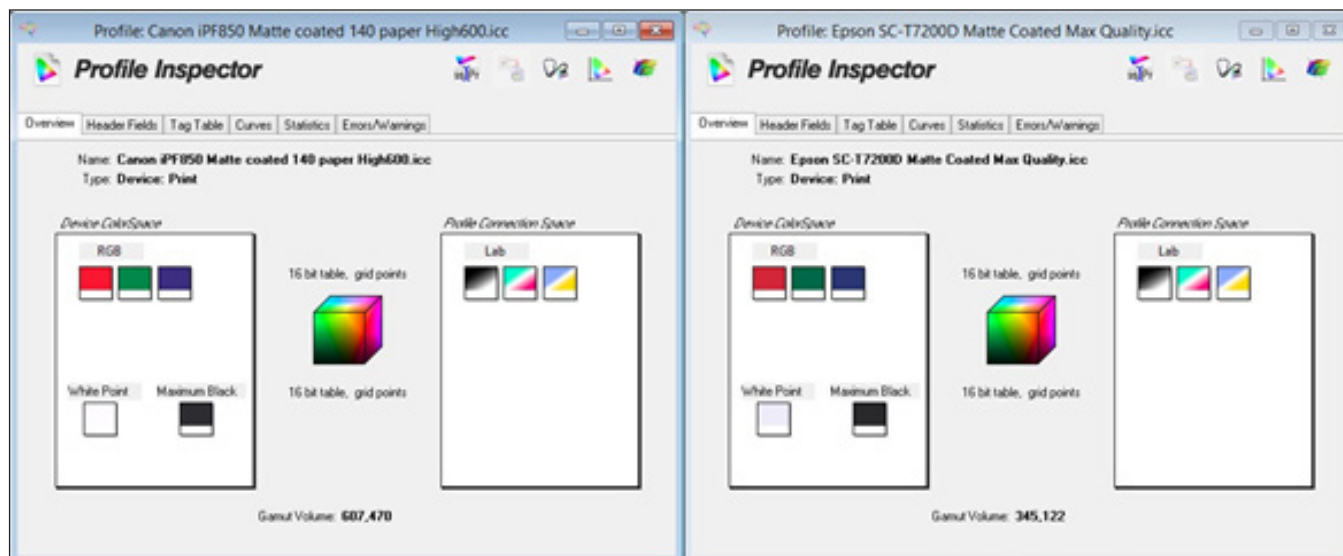 Profile: Canon iPF850 Matte coated 140 paper High600.icc
Profile Inspector
Overview Header Fields Tag Table Curves Statistics Errors/Warnings
Name: Canon iPF850 Matte coated 140 paper High600.icc
Type: Device: Print
Device ColorSpace
Profile Connection Space
RGB
Lab
16 bit table, grid points
White Point Maximum Black
16 bit table, grid points
Gamut Volume: 607,470
Profile: Epson SC-T7200D Matte Coated Max Quality.icc
Profile Inspector
Overview Header Fields Tag Table Curves Statistics Errors/Warnings
Name: Epson SC-T7200D Matte Coated Max Quality.icc
Type: Device: Print
Device ColorSpace
Profile Connection Space
RGB
Lab
16 bit table, grid points
White Point Maximum Black
16 bit table, grid points
Gamut Volume: 345,122